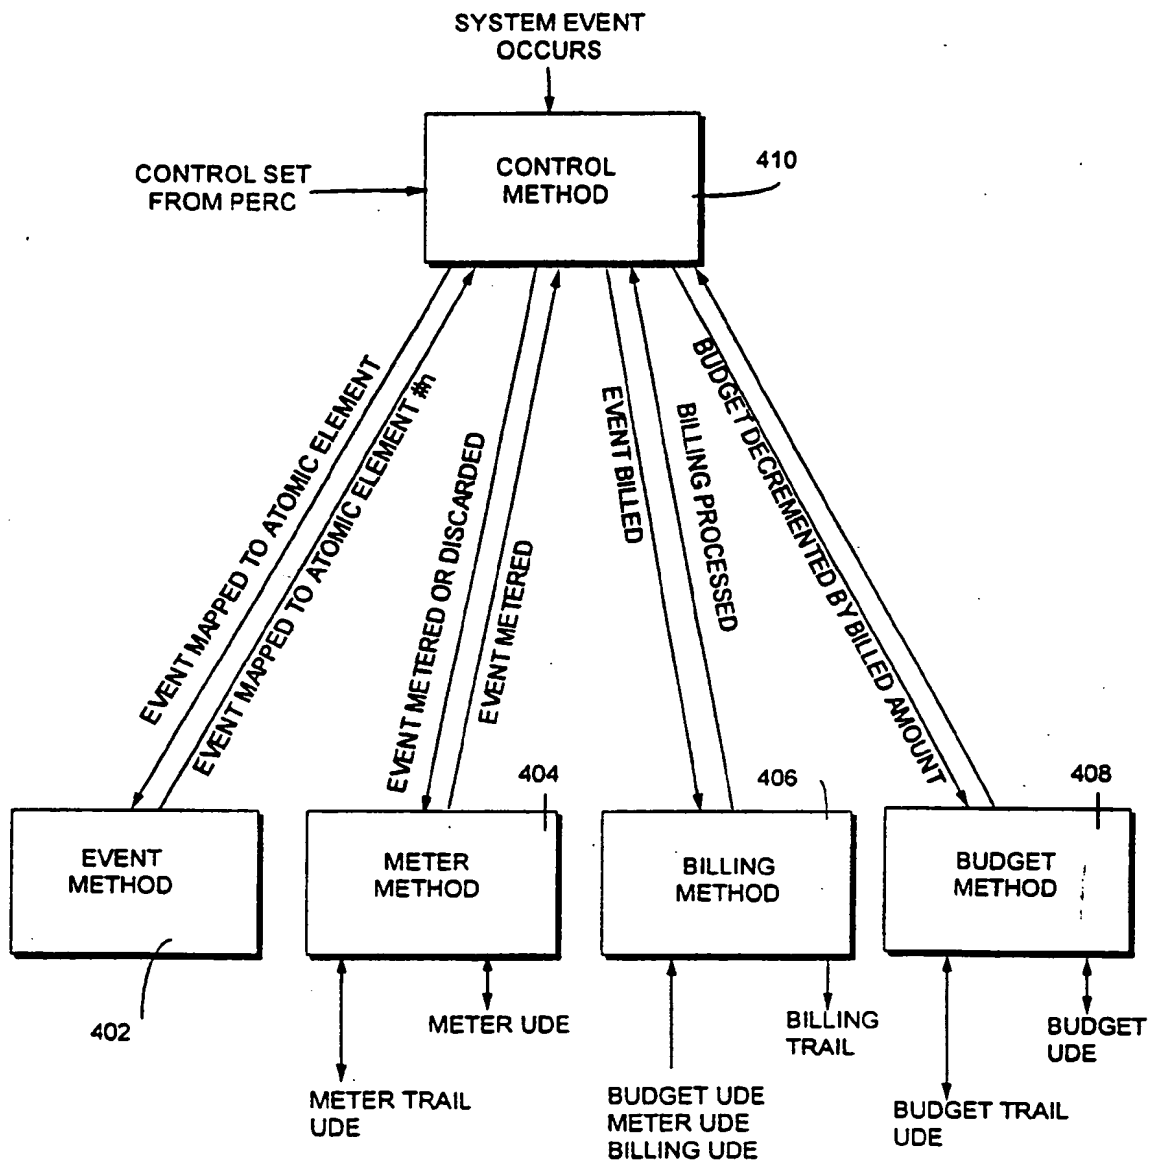 SYSTEM EVENT
OCCURS
CONTROL
METHOD
410
CONTROL SET
FROM PERC
EVENT MAPPED TO ATOMIC ELEMENT
EVENT MAPPED TO ATOMIC ELEMENT #n
EVENT METERED OR DISCARDED
EVENT METERED
EVENT BILLED
BILLING PROCESSED
BUDGET DECREMENTED BY BILLED AMOUNT
404
406
408
EVENT
METHOD
METER
METHOD
BILLING
METHOD
BUDGET
METHOD
402
METER UDE
BILLING
TRAIL
BUDGET
UDE
METER TRAIL
UDE
BUDGET UDE
METER UDE
BILLING UDE
BUDGET TRAIL
UDE